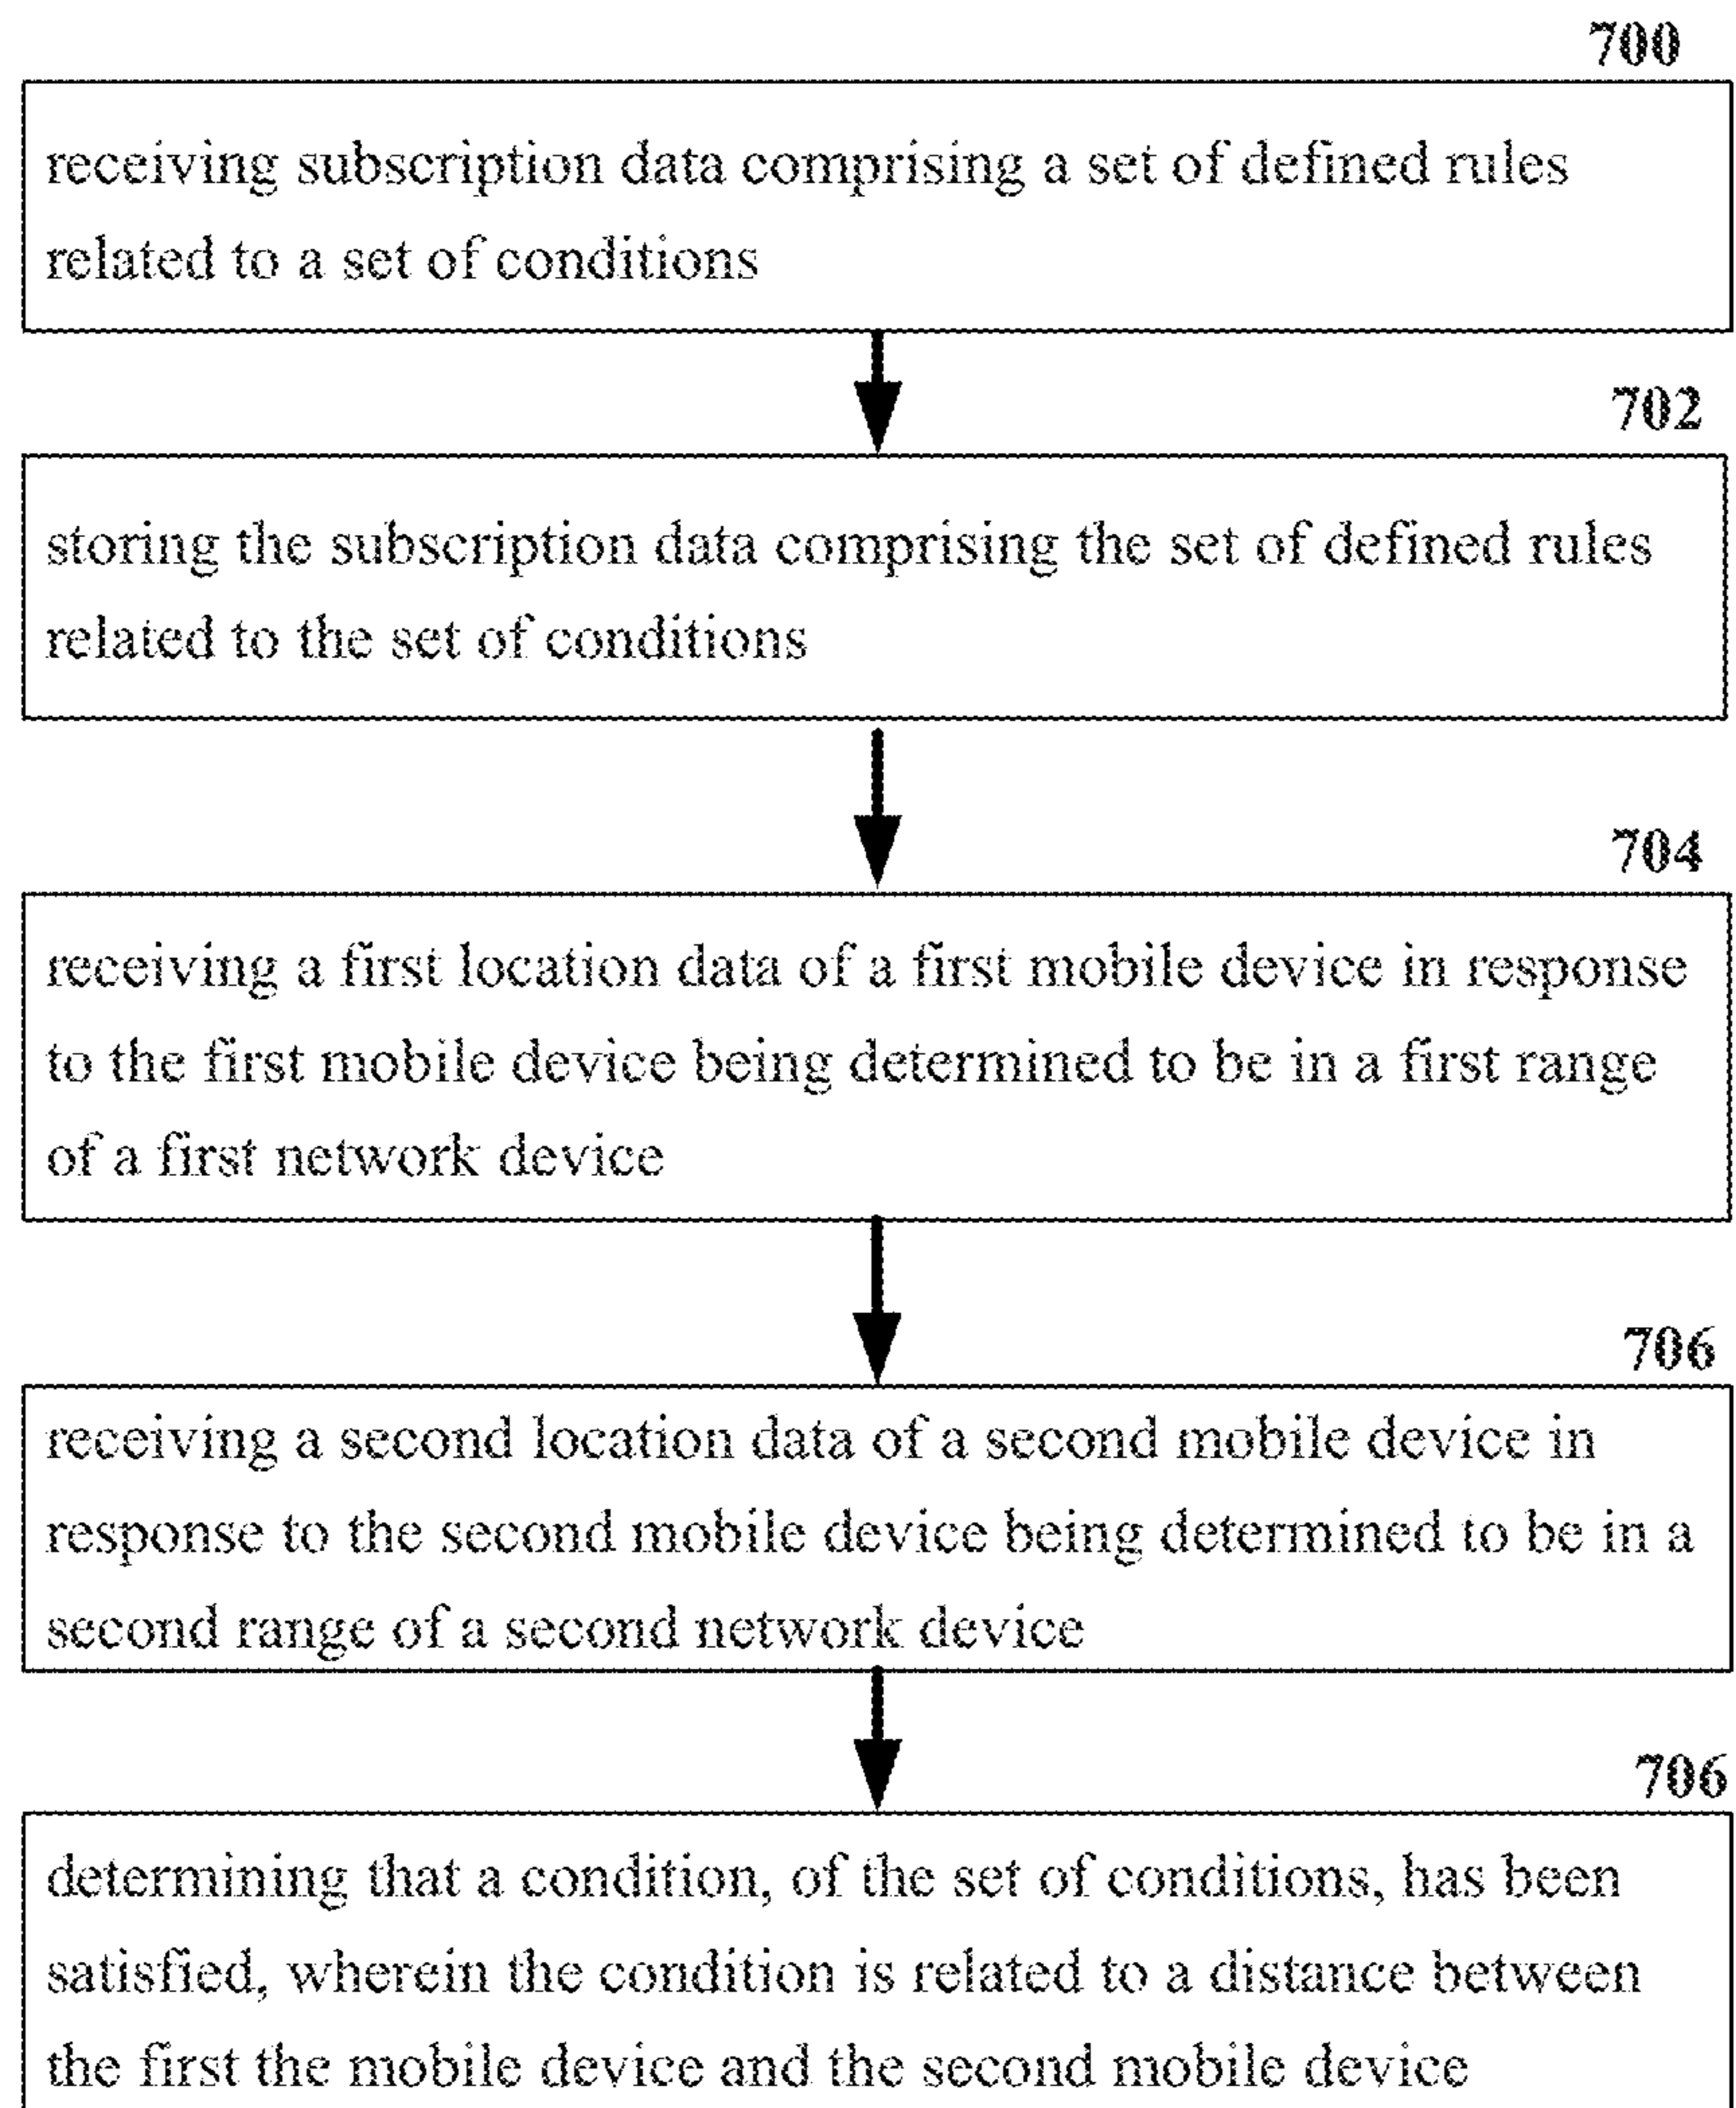 700
receiving subscription data comprising a set of defined rules
related to a set of conditions
702
storing the subscription data comprising the set of defined rules
related to the set of conditions
704
receiving a first location data of a first mobile device in response
to the first mobile device being determined to be in a first range
of a first network device
706
receiving a second location data of a second mobile device in
response to the second mobile device being determined to be in a
second range of a second network device
706
determining that a condition, of the set of conditions, has been
satisfied, wherein the condition is related to a distance between
the first the mobile device and the second mobile device